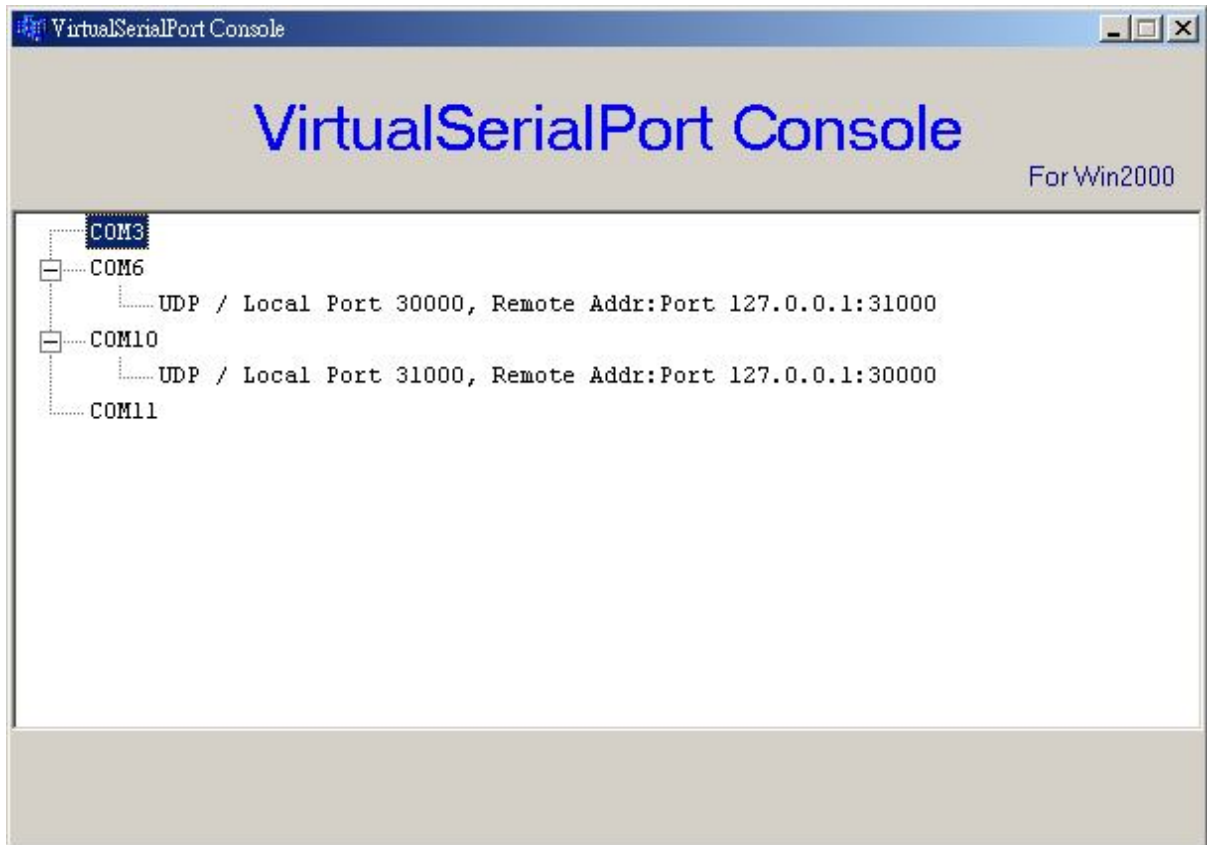 VirtualSerialPort Console
VirtualSerialPort Console
For Win2000
COM3
COM6
UDP / Local Port 30000, Remote Addr:Port 127.0.0.1:31000
COM10
UDP / Local Port 31000, Remote Addr:Port 127.0.0.1:30000
COM11